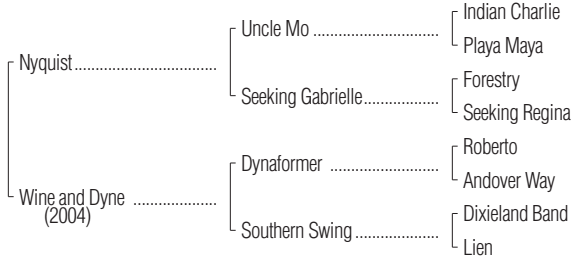 Indian Charlie
Uncle Mo ......................
Playa Maya
Nyquist.........................
Forestry
Seeking Gabrielle.............
Seeking Regina
Roberto
Dynaformer ...................
Andover Way
Wine and Dyne ...............
(2004)
Dixieland Band
Southern Swing...............
Lien